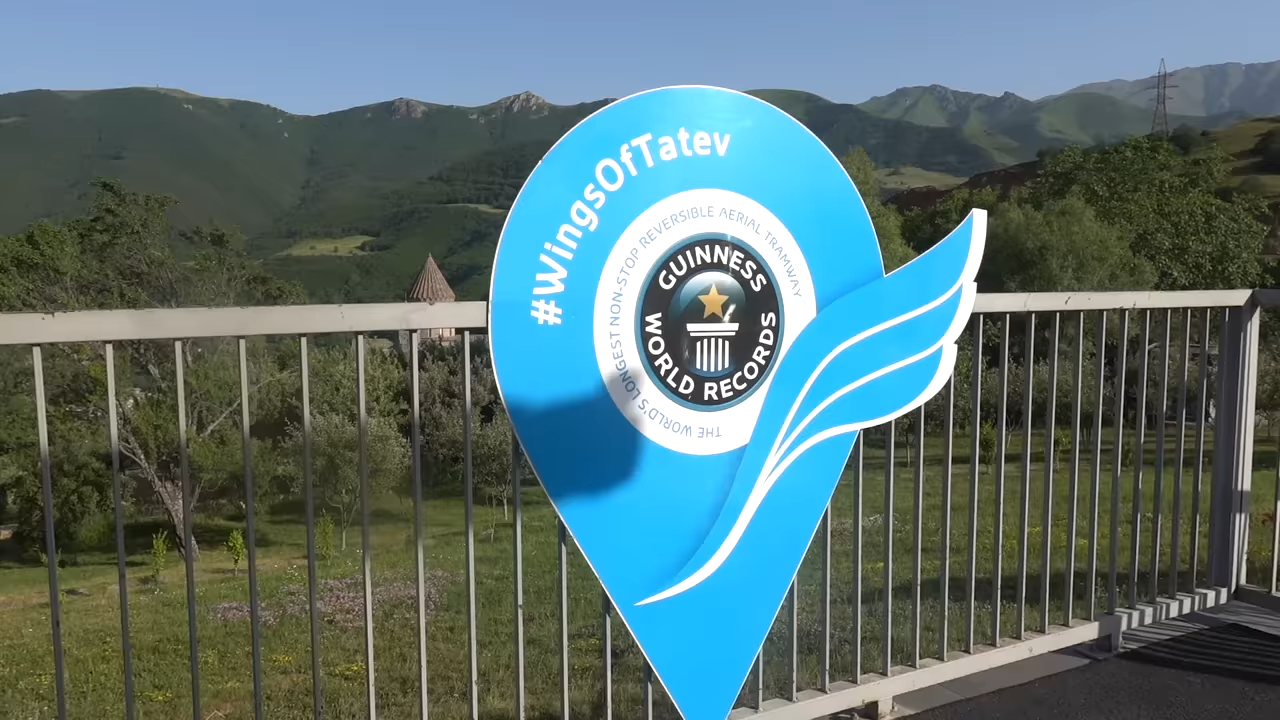 #WingsOfTatev
THE WORLD'S LONGEST NON-STOP REVERSIBLE AERIAL TRAMWAY
GUINNESS
WORLD RECORDS